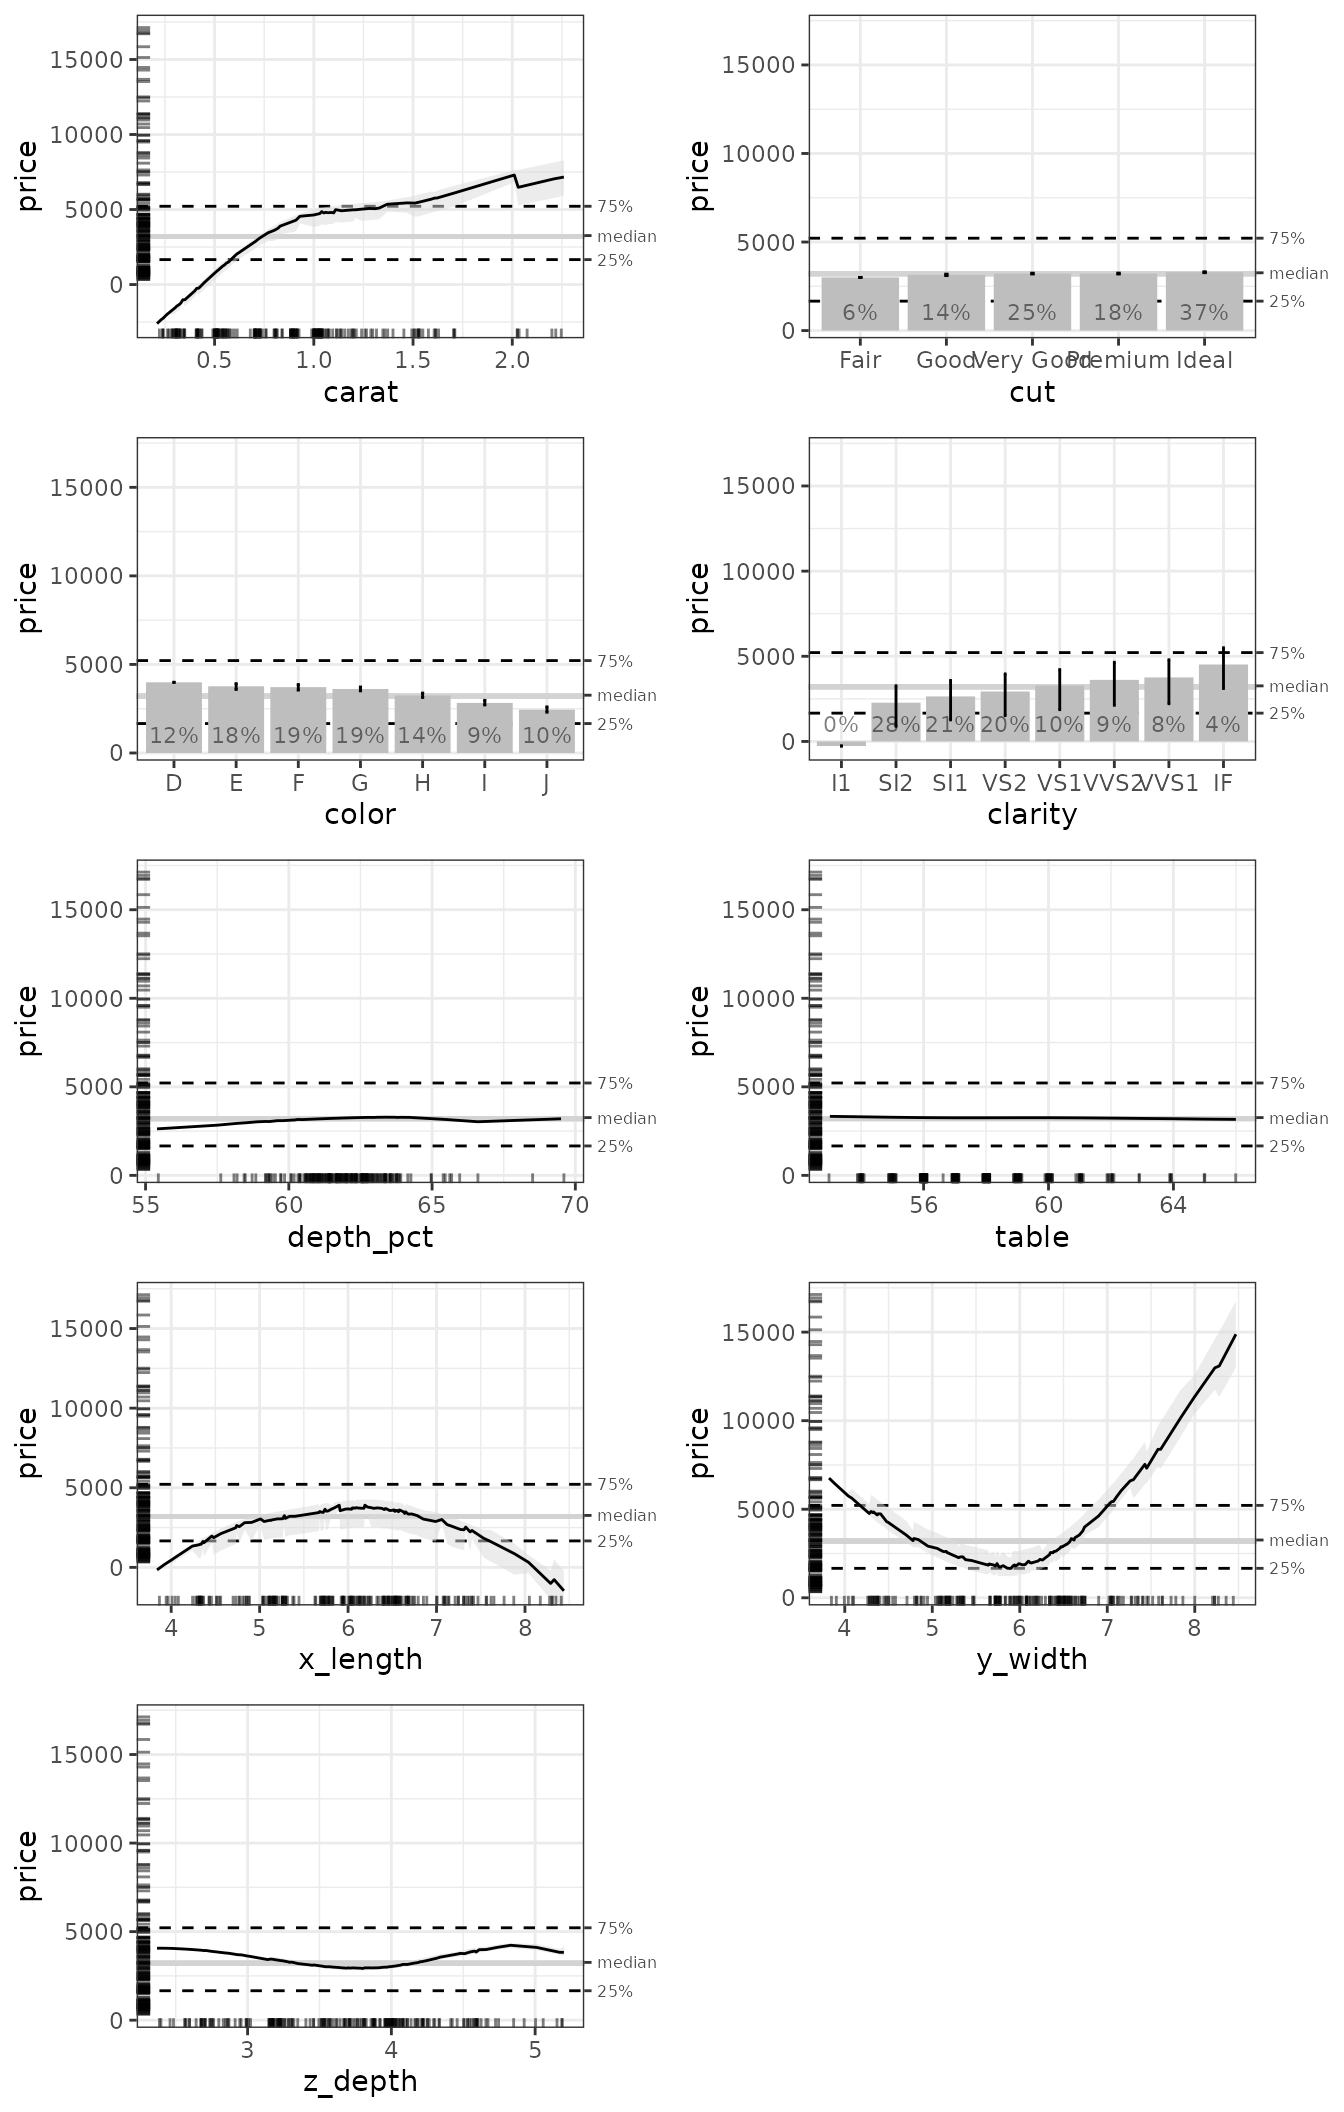 15000
10000
5000
0
price
75%
median
25%
0.5 1.0 1.5 2.0
carat
15000
10000
5000
0
price
75%
median
25%
6% 14% 25% 18% 37%
Fair Good Very Good Premium Ideal
cut
15000
10000
5000
0
price
75%
median
25%
12% 18% 19% 19% 14% 9% 10%
D E F G H I J
color
15000
10000
5000
0
price
75%
median
25%
0% 28% 21% 20% 10% 9% 8% 4%
I1 SI2 SI1 VS2 VS1 VVS2 VVS1 IF
clarity
15000
10000
5000
0
price
75%
median
25%
55 60 65 70
depth_pct
15000
10000
5000
0
price
75%
median
25%
56 60 64
table
15000
10000
5000
0
price
75%
median
25%
4 5 6 7 8
x_length
15000
10000
5000
0
price
75%
median
25%
4 5 6 7 8
y_width
15000
10000
5000
0
price
75%
median
25%
3 4 5
z_depth